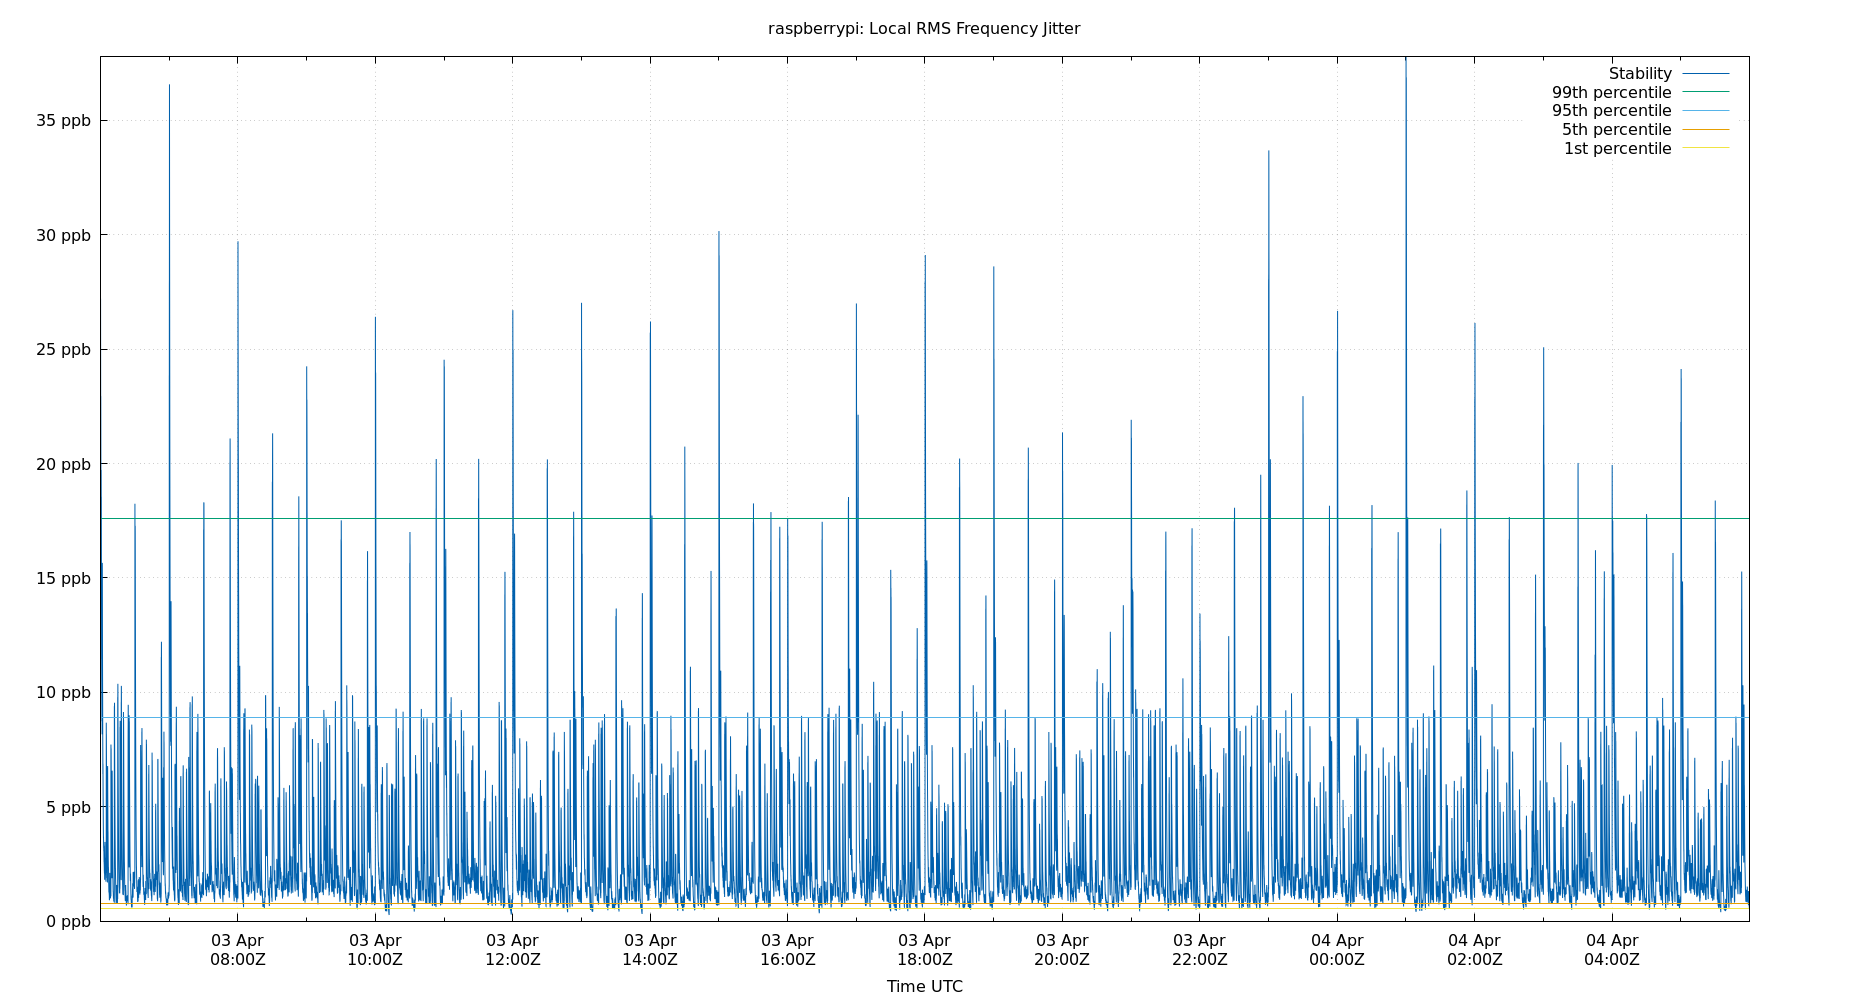 raspberrypi: Local RMS Frequency Jitter
Stability
99th percentile
95th percentile
5th percentile
1st percentile
35 ppb
30 ppb
25 ppb
20 ppb
15 ppb
10 ppb
5 ppb
0 ppb
03 Apr 03 Apr 03 Apr 03 Apr 03 Apr 03 Apr 03 Apr 03 Apr 04 Apr 04 Apr 04 Apr
08:00Z 10:00Z 12:00Z 14:00Z 16:00Z 18:00Z 20:00Z 22:00Z 00:00Z 02:00Z 04:00Z
Time UTC